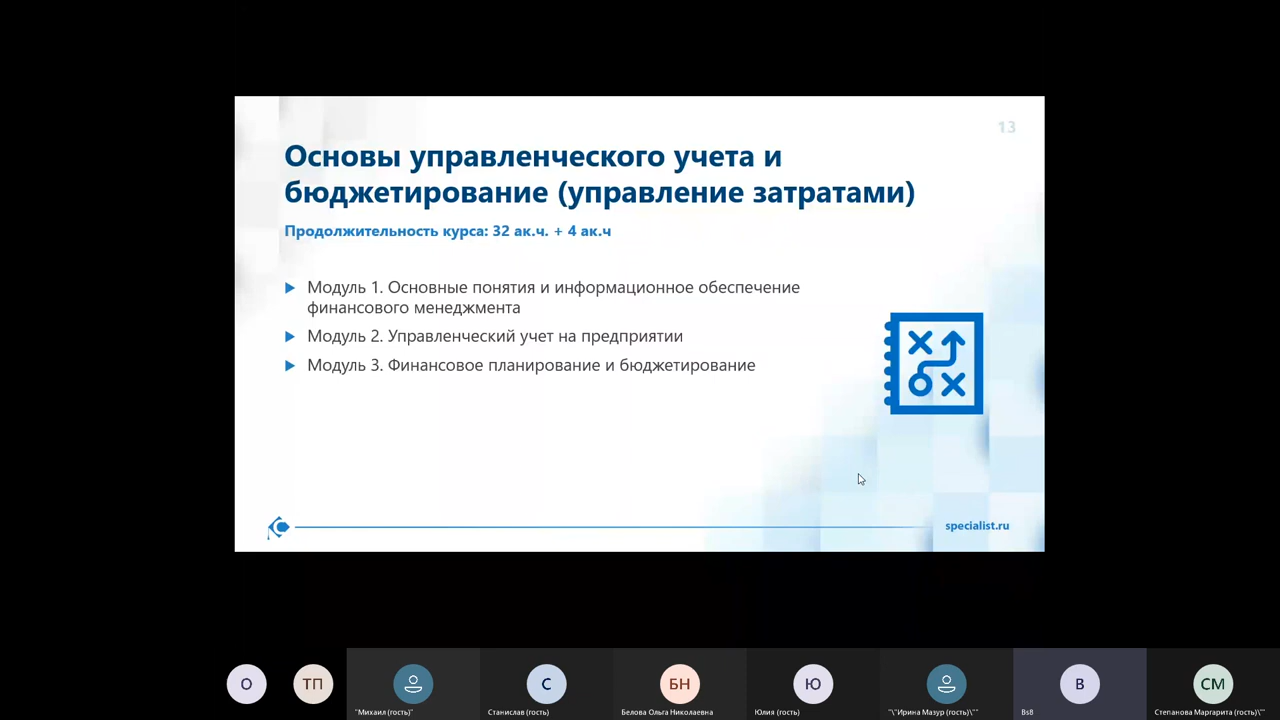 13
Основы управленческого учета и
бюджетирование (управление затратами)
Продолжительность курса: 32 ак.ч. + 4 ак.ч
Модуль 1. Основные понятия и информационное обеспечение
финансового менеджмента
Модуль 2. Управленческий учет на предприятии
Модуль 3. Финансовое планирование и бюджетирование
specialist.ru
О
ТП
С
БН
Ю
В
СМ
"Михаил (гость)"
Станислав (гость)
Белова Ольга Николаевна
Юлия (гость)
"\"Ирина Мазур (гость)\""
Bs8
Степанова Маргарита (гость)\""